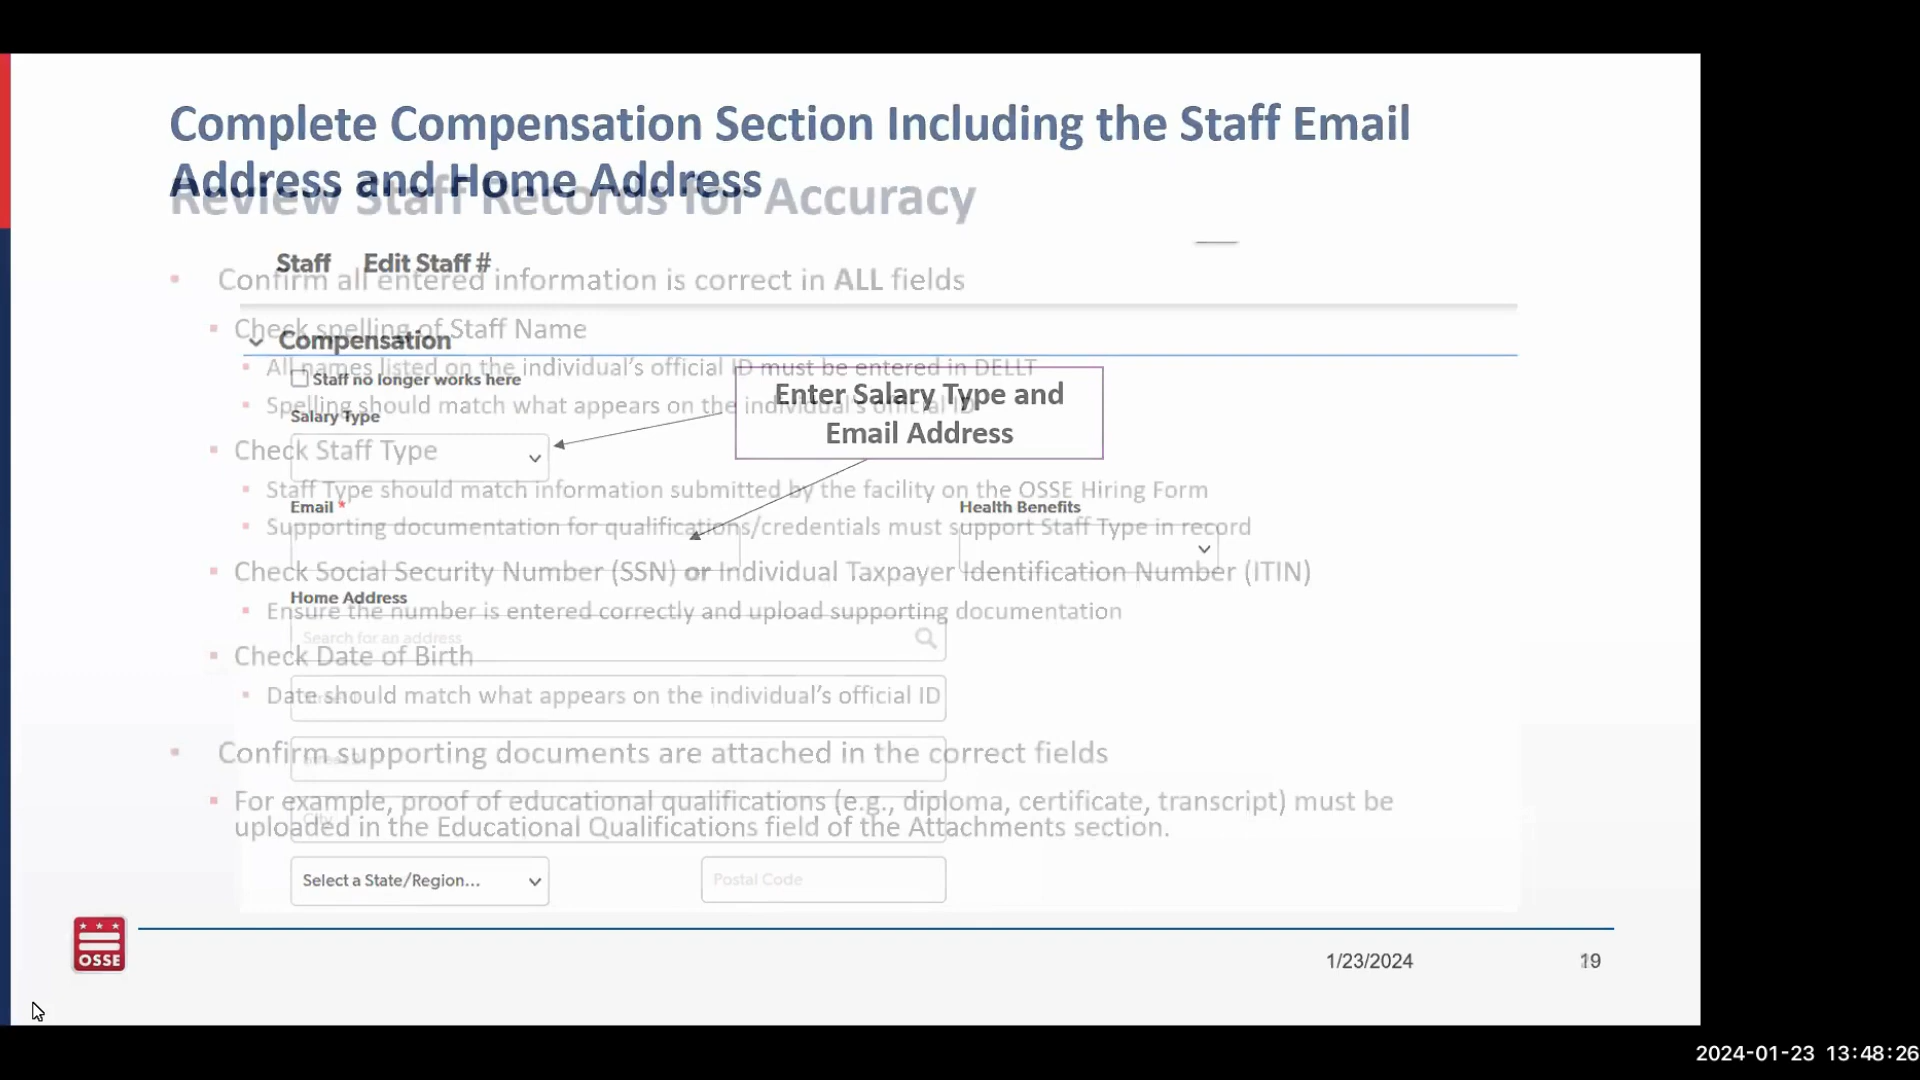 Complete Compensation Section Including the Staff Email
Address and Home Address
Review Staff Records for Accuracy
Staff Edit Staff #
Confirm all entered information is correct in ALL fields
Check spelling of Staff Name
Compensation
All names listed on the individual's official ID must be entered in DELLT
Staff no longer works here
Enter Salary Type and
Email Address
Spelling should match what appears on the individual's official ID
Salary Type
Check Staff Type
Staff Type should match information submitted by the facility on the OSSE Hiring Form
Email *
Health Benefits
Supporting documentation for qualifications/credentials must support Staff Type in record
Check Social Security Number (SSN) or Individual Taxpayer Identification Number (ITIN)
Home Address
Ensure the number is entered correctly and upload supporting documentation
Search for an address
Check Date of Birth
Date should match what appears on the individual's official ID
Confirm supporting documents are attached in the correct fields
For example, proof of educational qualifications (e.g., diploma, certificate, transcript) must be
City
uploaded in the Educational Qualifications field of the Attachments section.
Select a State/Region...
Postal Code
OSSE
1/23/2024
19
2024-01-23 13:48:26